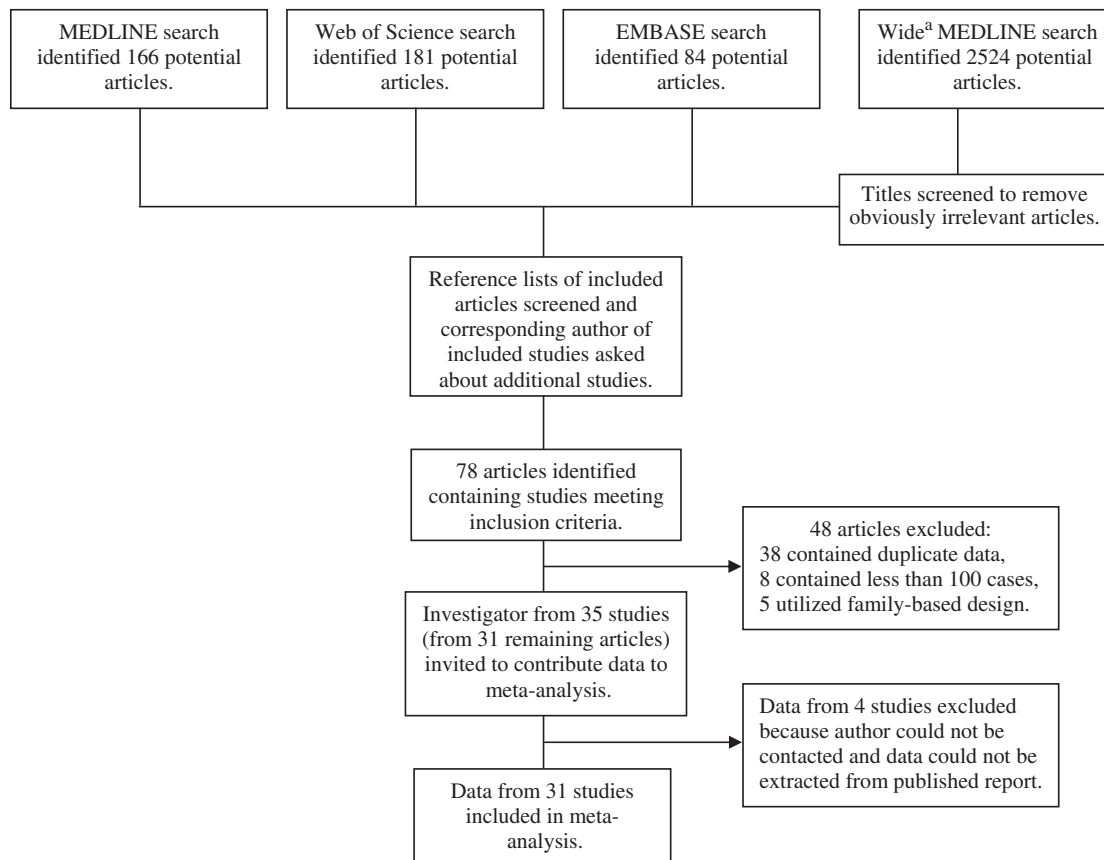 MEDLINE search
identified 166 potential
articles.
Web of Science search
identified 181 potential
articles.
EMBASE search
identified 84 potential
articles.
Wideᵃ MEDLINE search
identified 2524 potential
articles.
Titles screened to remove
obviously irrelevant articles.
Reference lists of included
articles screened and
corresponding author of
included studies asked
about additional studies.
78 articles identified
containing studies meeting
inclusion criteria.
48 articles excluded:
38 contained duplicate data,
8 contained less than 100 cases,
5 utilized family-based design.
Investigator from 35 studies
(from 31 remaining articles)
invited to contribute data to
meta-analysis.
Data from 4 studies excluded
because author could not be
contacted and data could not be
extracted from published report.
Data from 31 studies
included in meta-
analysis.